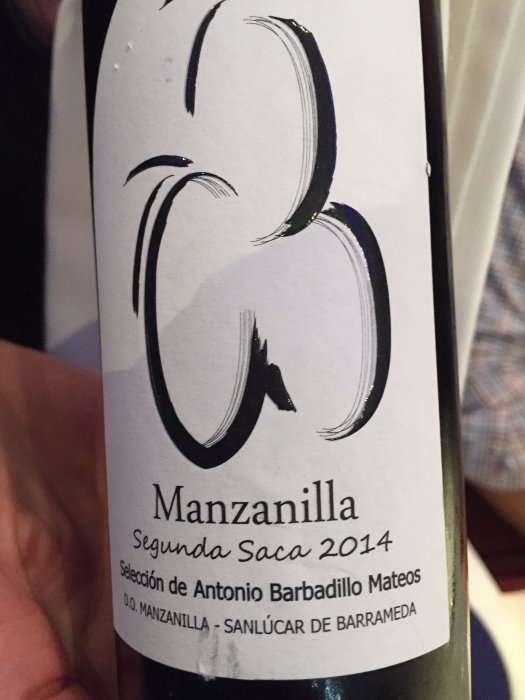 Manzanilla
Segunda Saca 2014
Selección de Antonio Barbadillo Mateos
D.O. MANZANILLA - SANLÚCAR DE BARRAMEDA